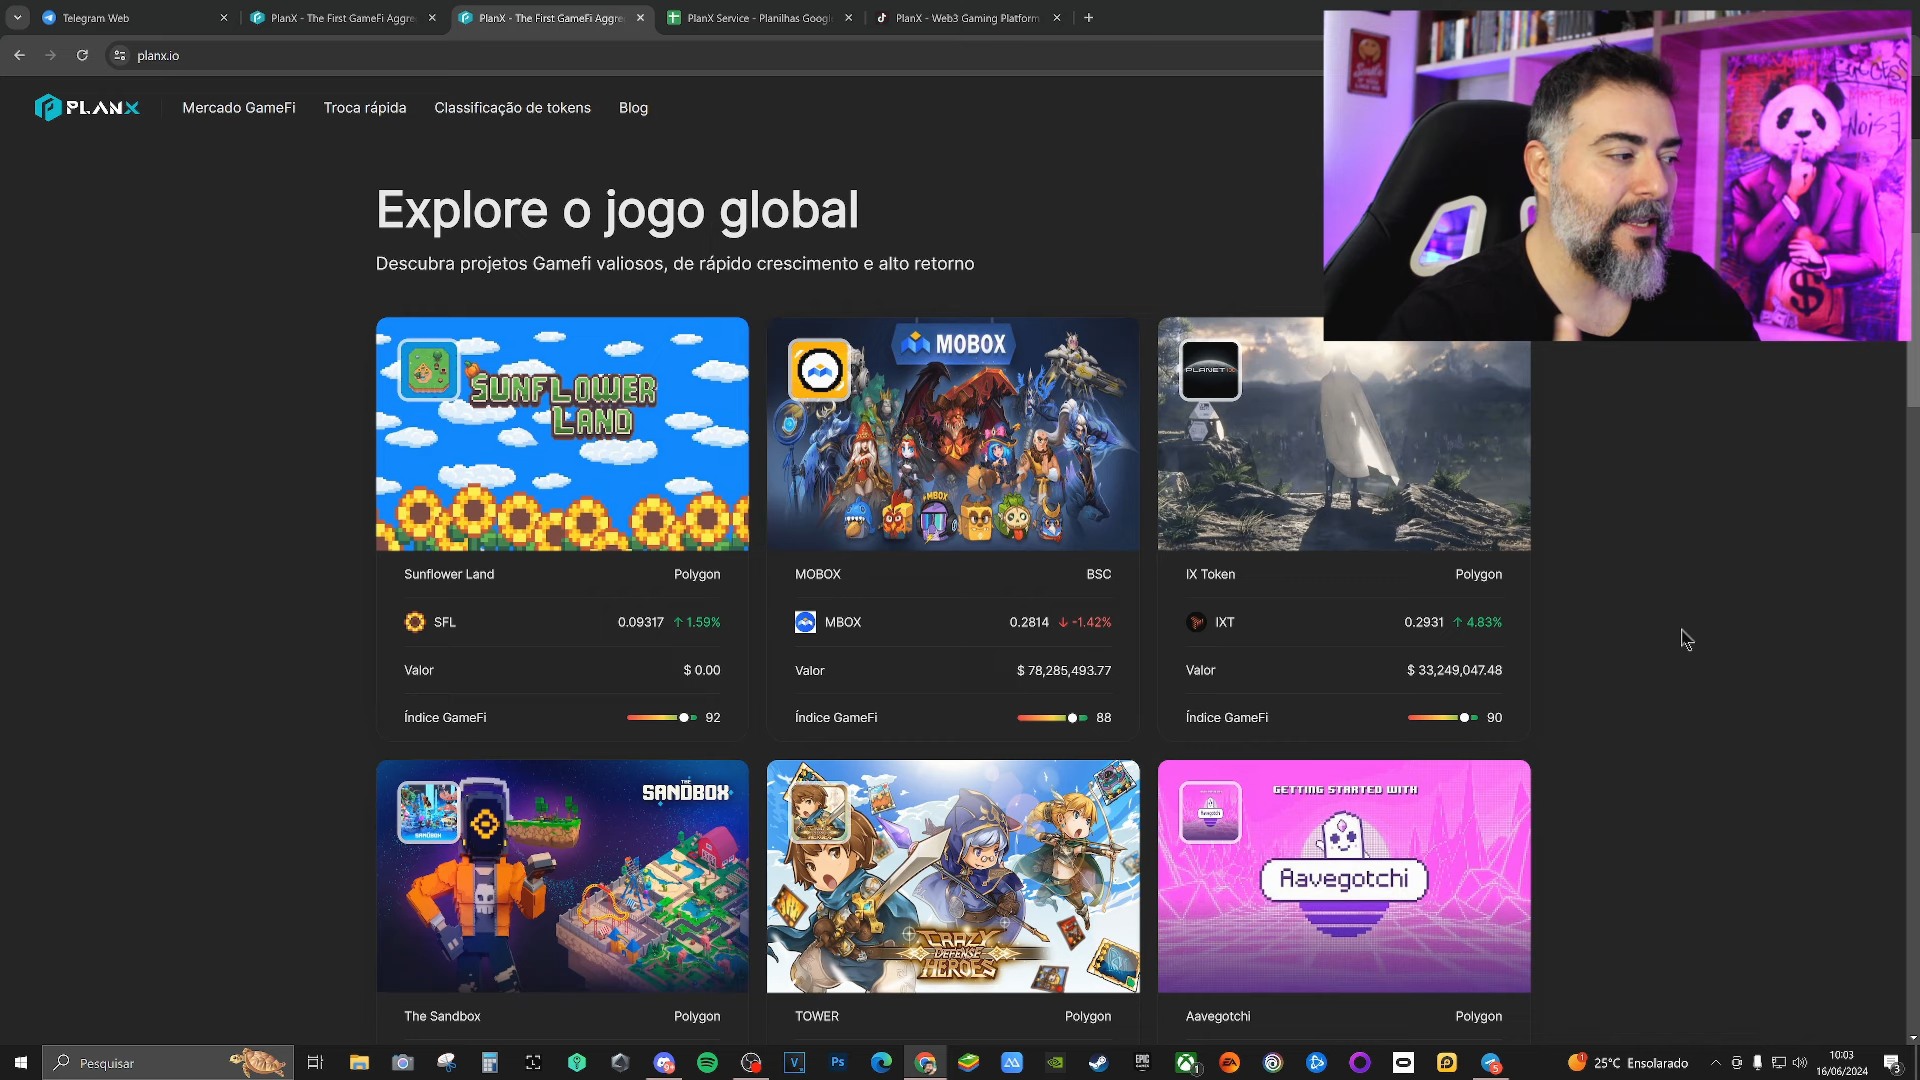 Telegram Web
PlanX - The First GameFi Aggre
PlanX - The First GameFi Aggre
PlanX Service - Planilhas Googl
PlanX - Web3 Gaming Platform
planx.io
PLANX
Mercado GameFi
Troca rápida
Classificação de tokens
Blog
Explore o jogo global
Descubra projetos Gamefi valiosos, de rápido crescimento e alto retorno
SUNFLOWER
LAND
MOBOX
MBOX
PLANET IX
Sunflower Land
Polygon
MOBOX
BSC
IX Token
Polygon
SFL
0.09317
↑ 1.59%
MBOX
0.2814
↓ -1.42%
IXT
0.2931
↑ 4.83%
Valor
$ 0.00
Valor
$ 78,285,493.77
Valor
$ 33,249,047.48
Índice GameFi
92
Índice GameFi
88
Índice GameFi
90
THE
SANDBOX
SANDBOX
CRAZY
DEFENSE
HEROES
GETTING STARTED WITH
Aavegotchi
The Sandbox
Polygon
TOWER
Polygon
Aavegotchi
Polygon
Pesquisar
25°C Ensolarado
10:03
16/06/2024